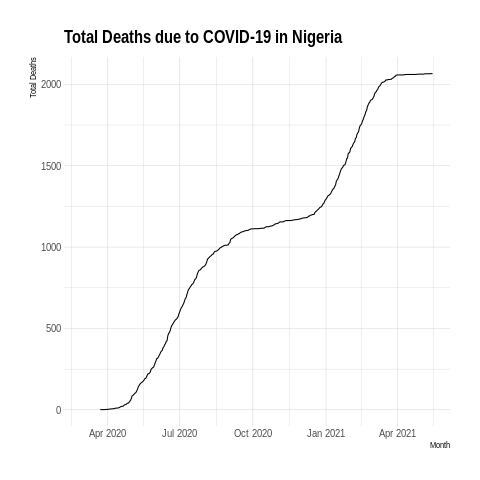 Total Deaths due to COVID-19 in Nigeria
Total Deaths
2000
1500
1000
500
0
Apr 2020 Jul 2020 Oct 2020 Jan 2021 Apr 2021
Month